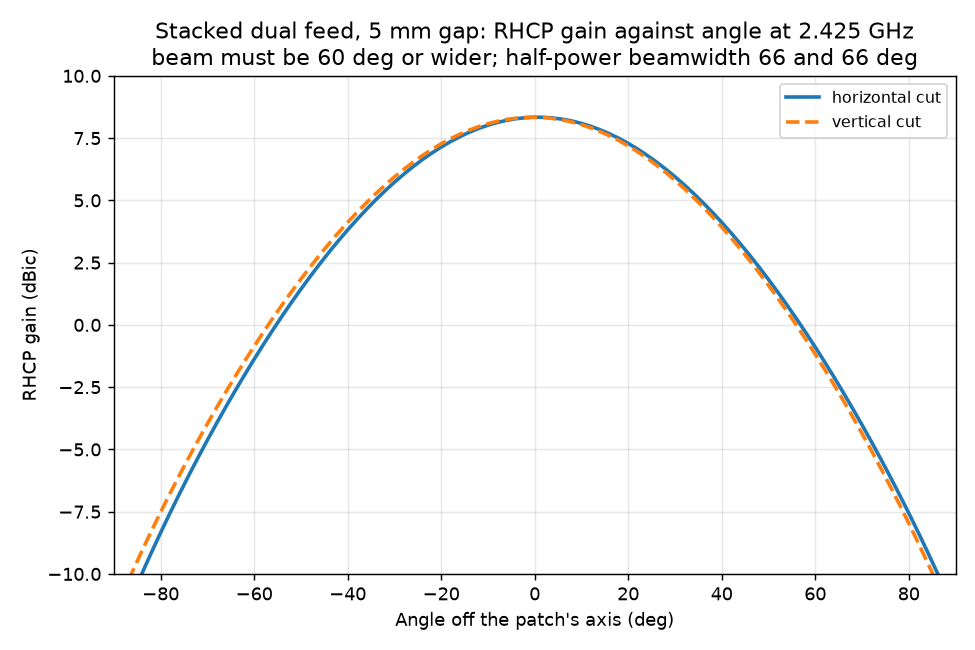 Stacked dual feed, 5 mm gap: RHCP gain against angle at 2.425 GHz
beam must be 60 deg or wider; half-power beamwidth 66 and 66 deg
horizontal cut
vertical cut
RHCP gain (dBic)
10.0
7.5
5.0
2.5
0.0
−2.5
−5.0
−7.5
−10.0
−80 −60 −40 −20 0 20 40 60 80
Angle off the patch's axis (deg)